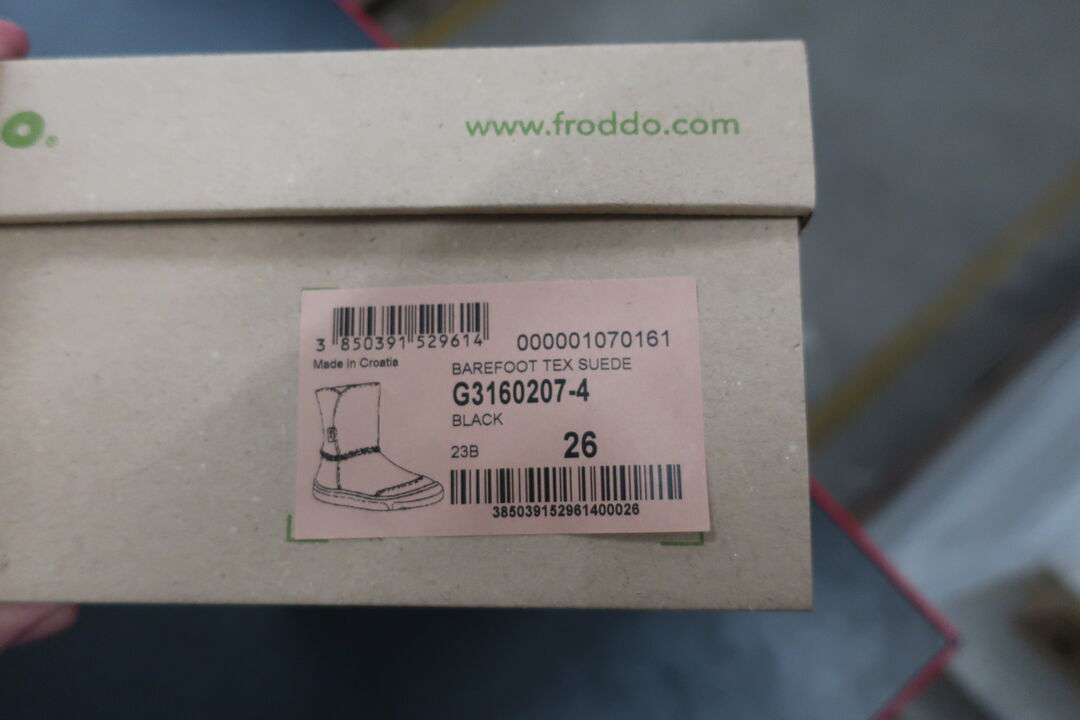 o®
www.froddo.com
3 850391 529614
000001070161
Made in Croatia
BAREFOOT TEX SUEDE
G3160207-4
BLACK
23B
26
385039152961400026